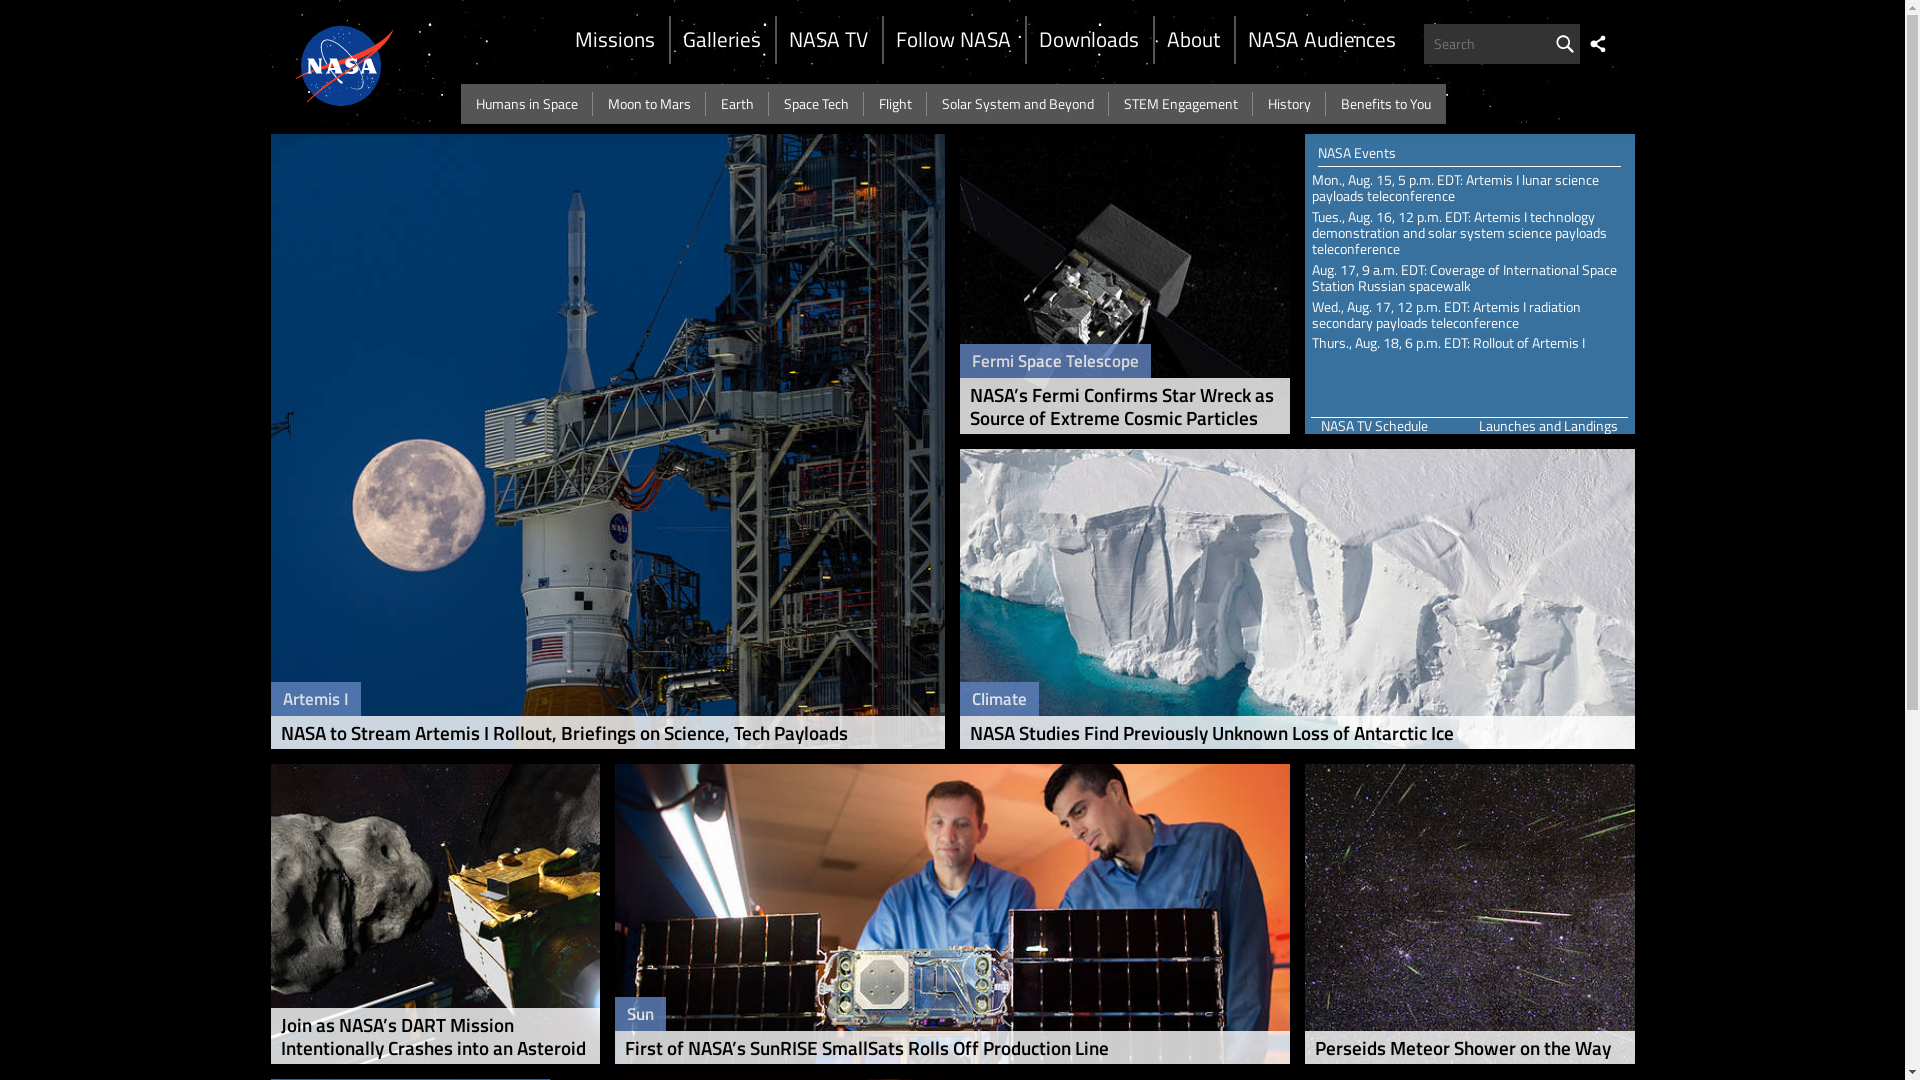 NASA
Missions
Galleries
NASA TV
Follow NASA
Downloads
About
NASA Audiences
Search
Humans in Space
Moon to Mars
Earth
Space Tech
Flight
Solar System and Beyond
STEM Engagement
History
Benefits to You
NASA
esa
Artemis I
NASA to Stream Artemis I Rollout, Briefings on Science, Tech Payloads
Fermi Space Telescope
NASA’s Fermi Confirms Star Wreck as
Source of Extreme Cosmic Particles
NASA Events
Mon., Aug. 15, 5 p.m. EDT: Artemis I lunar science
payloads teleconference
Tues., Aug. 16, 12 p.m. EDT: Artemis I technology
demonstration and solar system science payloads
teleconference
Aug. 17, 9 a.m. EDT: Coverage of International Space
Station Russian spacewalk
Wed., Aug. 17, 12 p.m. EDT: Artemis I radiation
secondary payloads teleconference
Thurs., Aug. 18, 6 p.m. EDT: Rollout of Artemis I
NASA TV Schedule
Launches and Landings
Climate
NASA Studies Find Previously Unknown Loss of Antarctic Ice
Join as NASA’s DART Mission
Intentionally Crashes into an Asteroid
Sun
First of NASA’s SunRISE SmallSats Rolls Off Production Line
Perseids Meteor Shower on the Way